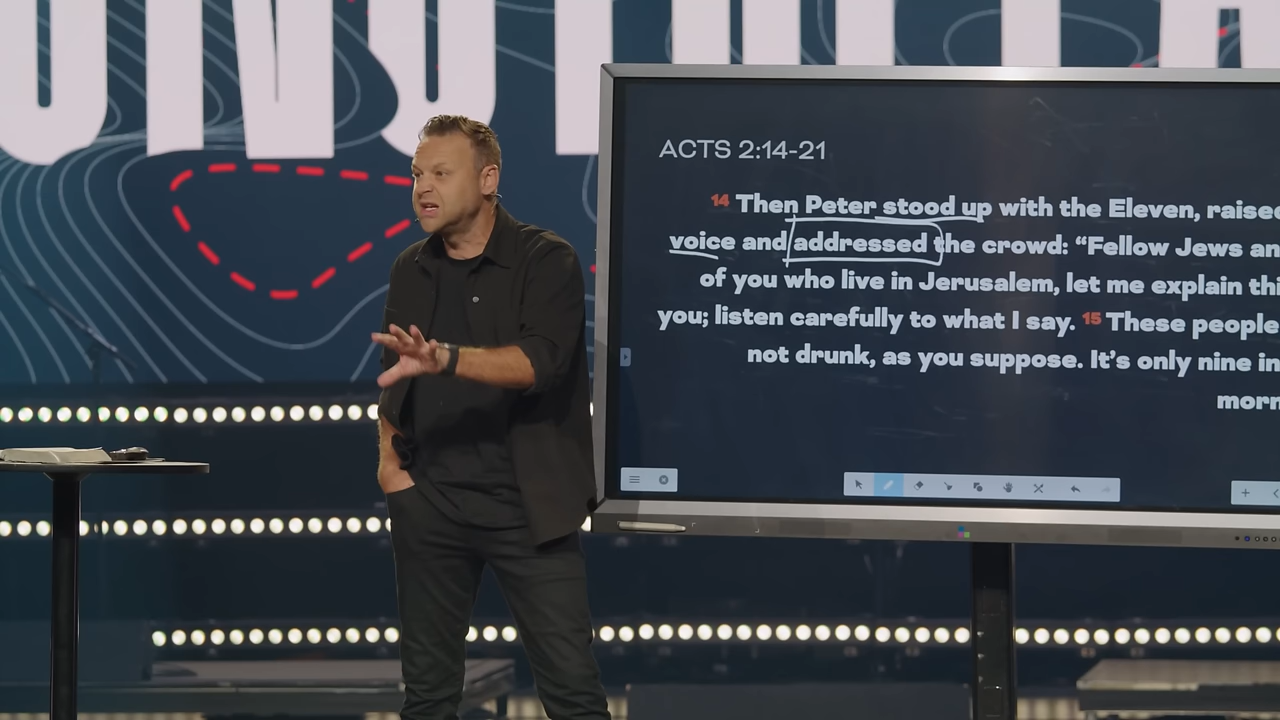 ACTS 2:14-21
14 Then Peter stood up with the Eleven, raised
voice and addressed the crowd: “Fellow Jews an
of you who live in Jerusalem, let me explain thi
you; listen carefully to what I say. 15 These people
not drunk, as you suppose. It’s only nine in
morn